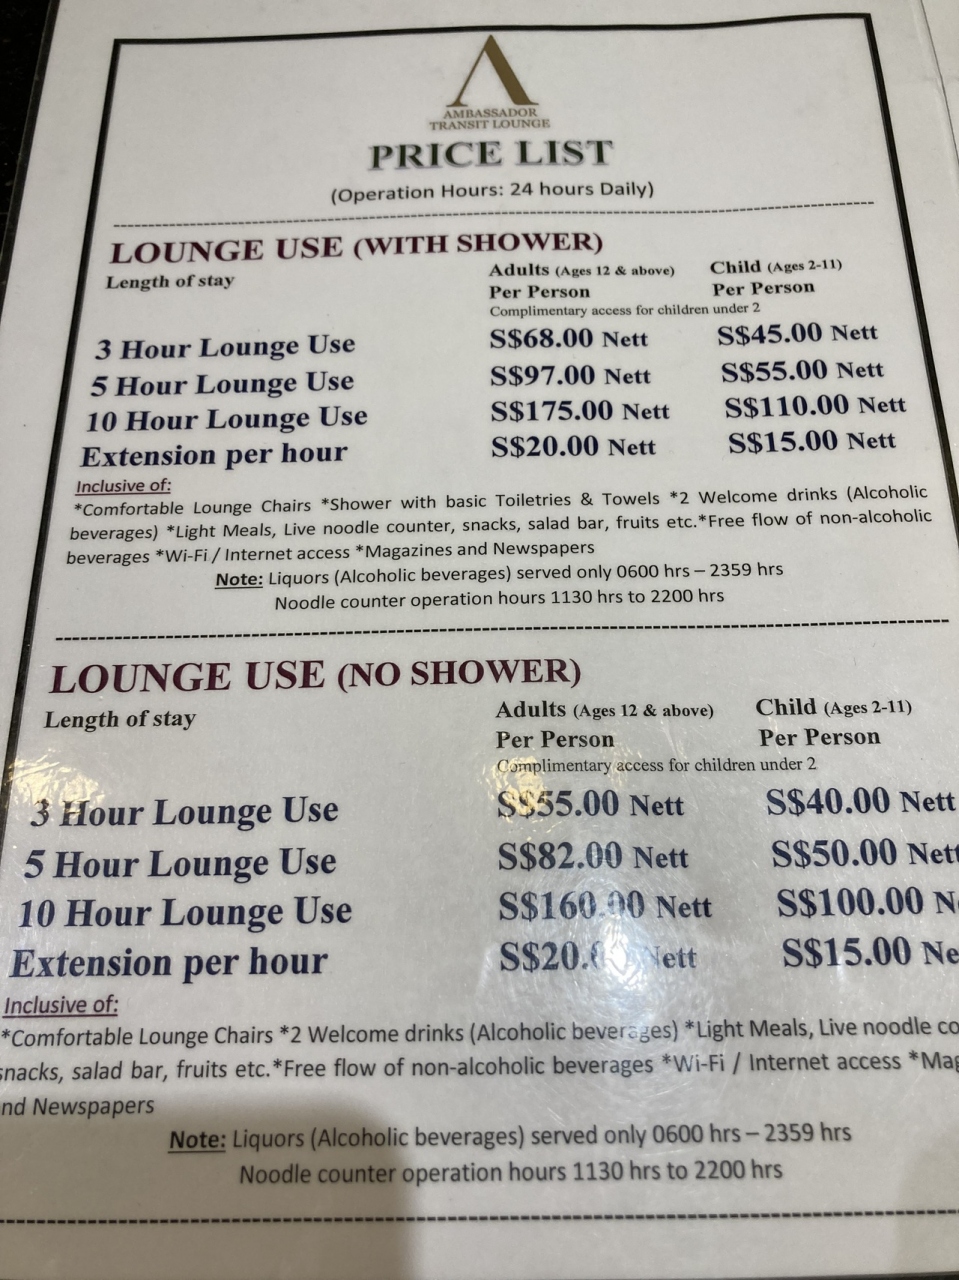 AMBASSADOR
TRANSIT LOUNGE
PRICE LIST
(Operation Hours: 24 hours Daily)
LOUNGE USE (WITH SHOWER)
Length of stay Adults (Ages 12 & above) Child (Ages 2-11)
Per Person Per Person
Complimentary access for children under 2
3 Hour Lounge Use S$68.00 Nett S$45.00 Nett
5 Hour Lounge Use S$97.00 Nett S$55.00 Nett
10 Hour Lounge Use S$175.00 Nett S$110.00 Nett
Extension per hour S$20.00 Nett S$15.00 Nett
Inclusive of:
*Comfortable Lounge Chairs *Shower with basic Toiletries & Towels *2 Welcome drinks (Alcoholic
beverages) *Light Meals, Live noodle counter, snacks, salad bar, fruits etc.*Free flow of non-alcoholic
beverages *Wi-Fi / Internet access *Magazines and Newspapers
Note: Liquors (Alcoholic beverages) served only 0600 hrs – 2359 hrs
Noodle counter operation hours 1130 hrs to 2200 hrs
LOUNGE USE (NO SHOWER)
Length of stay Adults (Ages 12 & above) Child (Ages 2-11)
Per Person Per Person
Complimentary access for children under 2
3 Hour Lounge Use S$55.00 Nett S$40.00 Nett
5 Hour Lounge Use S$82.00 Nett S$50.00 Nett
10 Hour Lounge Use S$160.00 Nett S$100.00
Extension per hour S$15.00
Inclusive of:
*Comfortable Lounge Chairs *2 Welcome drinks (Alcoholic beverages) *Light Meals, Live noodle
snacks, salad bar, fruits etc.*Free flow of non-alcoholic beverages *Wi-Fi / Internet access
Newspapers
Note: Liquors (Alcoholic beverages) served only 0600 hrs – 2359 hrs
Noodle counter operation hours 1130 hrs to 2200 hrs